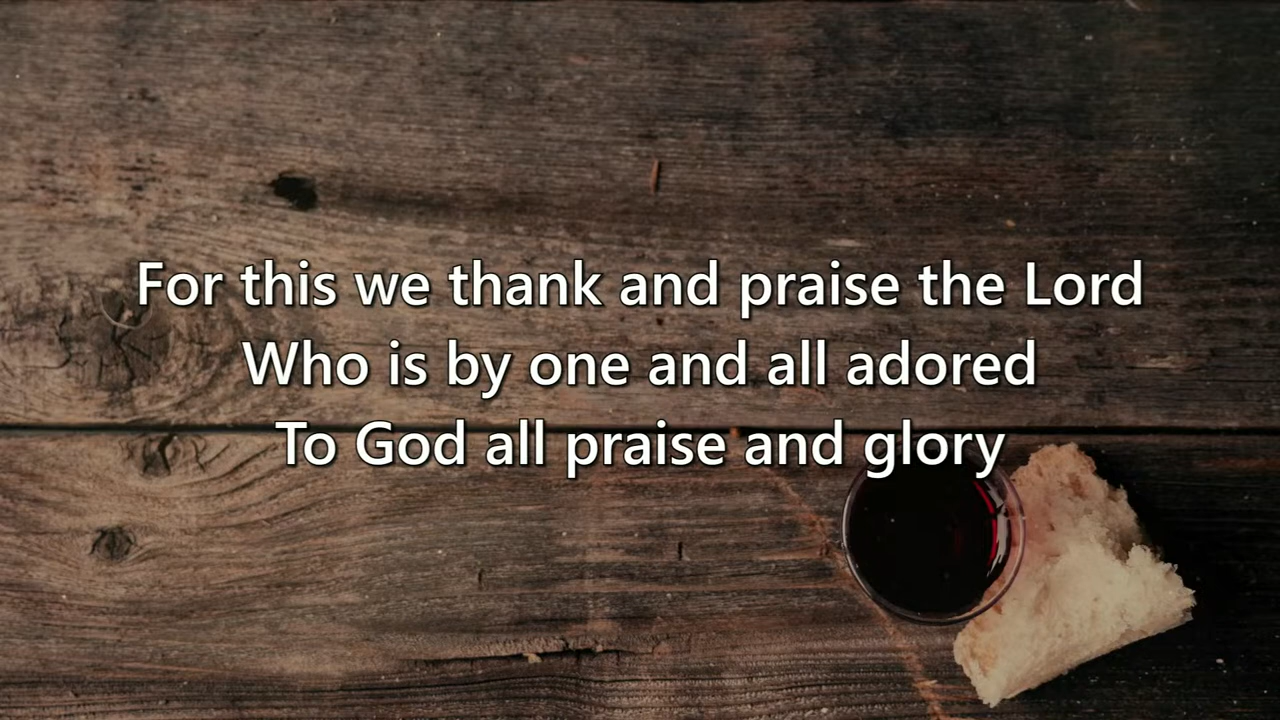 For this we thank and praise the Lord
Who is by one and all adored
To God all praise and glory